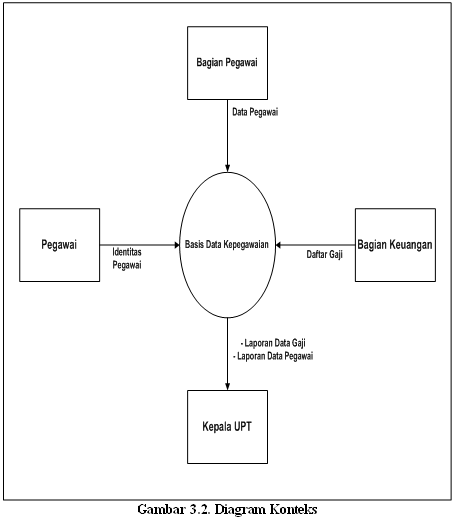 Bagian Pegawai
Data Pegawai
Pegawai
Identitas
Pegawai
Basis Data Kepegawaian
Daftar Gaji
Bagian Keuangan
- Laporan Data Gaji
- Laporan Data Pegawai
Kepala UPT
Gambar 3.2. Diagram Konteks